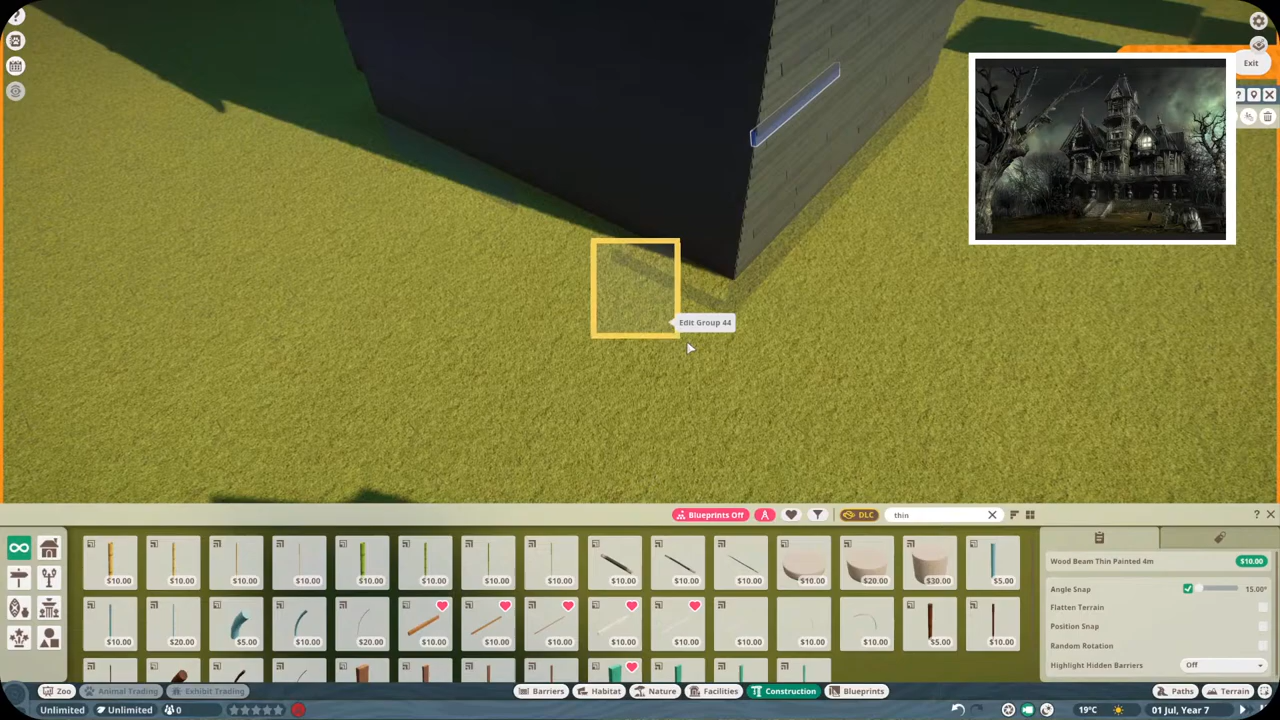 ?
Exit
?
Edit Group 44
Blueprints Off
DLC
thin
?
$10.00 $10.00 $10.00 $10.00 $10.00 $10.00 $10.00 $10.00 $10.00 $10.00 $10.00 $10.00 $20.00 $30.00 $5.00
$10.00 $20.00 $5.00 $10.00 $20.00 $10.00 $10.00 $10.00 $10.00 $10.00 $10.00 $10.00 $10.00 $5.00 $10.00
Wood Beam Thin Painted 4m $10.00
Angle Snap 15.00°
Flatten Terrain
Position Snap
Random Rotation
Highlight Hidden Barriers Off
Zoo Animal Trading Exhibit Trading Barriers Habitat Nature Facilities Construction Blueprints Paths Terrain
Unlimited Unlimited 0 19°C 01 Jul, Year 7